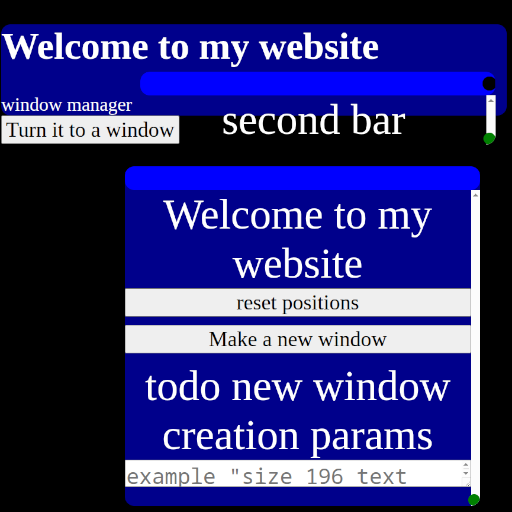 Welcome to my website
window manager
Turn it to a window
second bar
Welcome to my
website
reset positions
Make a new window
todo new window
creation params
example "size 196 text